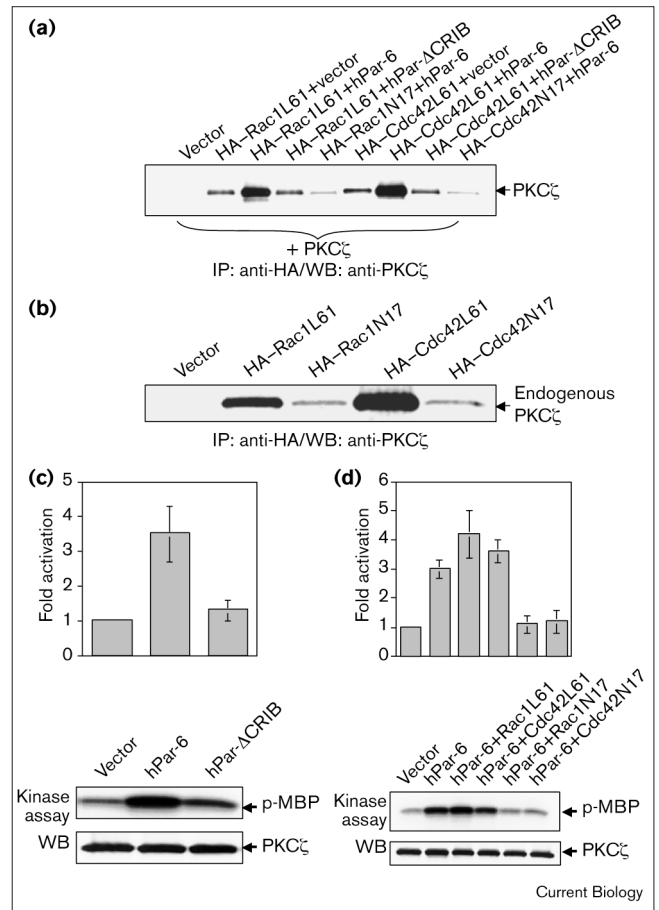 (a)
Vector
HA–Rac1L61+vector
HA–Rac1L61+hPar-6
HA–Rac1L61+hPar-ΔCRIB
HA–Rac1N17+hPar-6
HA–Cdc42L61+vector
HA–Cdc42L61+hPar-6
HA–Cdc42L61+hPar-ΔCRIB
HA–Cdc42N17+hPar-6
PKCζ
+ PKCζ
IP: anti-HA/WB: anti-PKCζ
(b)
Vector
HA–Rac1L61
HA–Rac1N17
HA–Cdc42L61
HA–Cdc42N17
Endogenous
PKCζ
IP: anti-HA/WB: anti-PKCζ
(c)
Fold activation
5
4
3
2
1
0
Vector
hPar-6
hPar-ΔCRIB
Kinase
assay
p-MBP
WB
PKCζ
(d)
Fold activation
6
5
4
3
2
1
0
Vector
hPar-6
hPar-6+Rac1L61
hPar-6+Cdc42L61
hPar-6+Rac1N17
hPar-6+Cdc42N17
Kinase
assay
p-MBP
WB
PKCζ
Current Biology